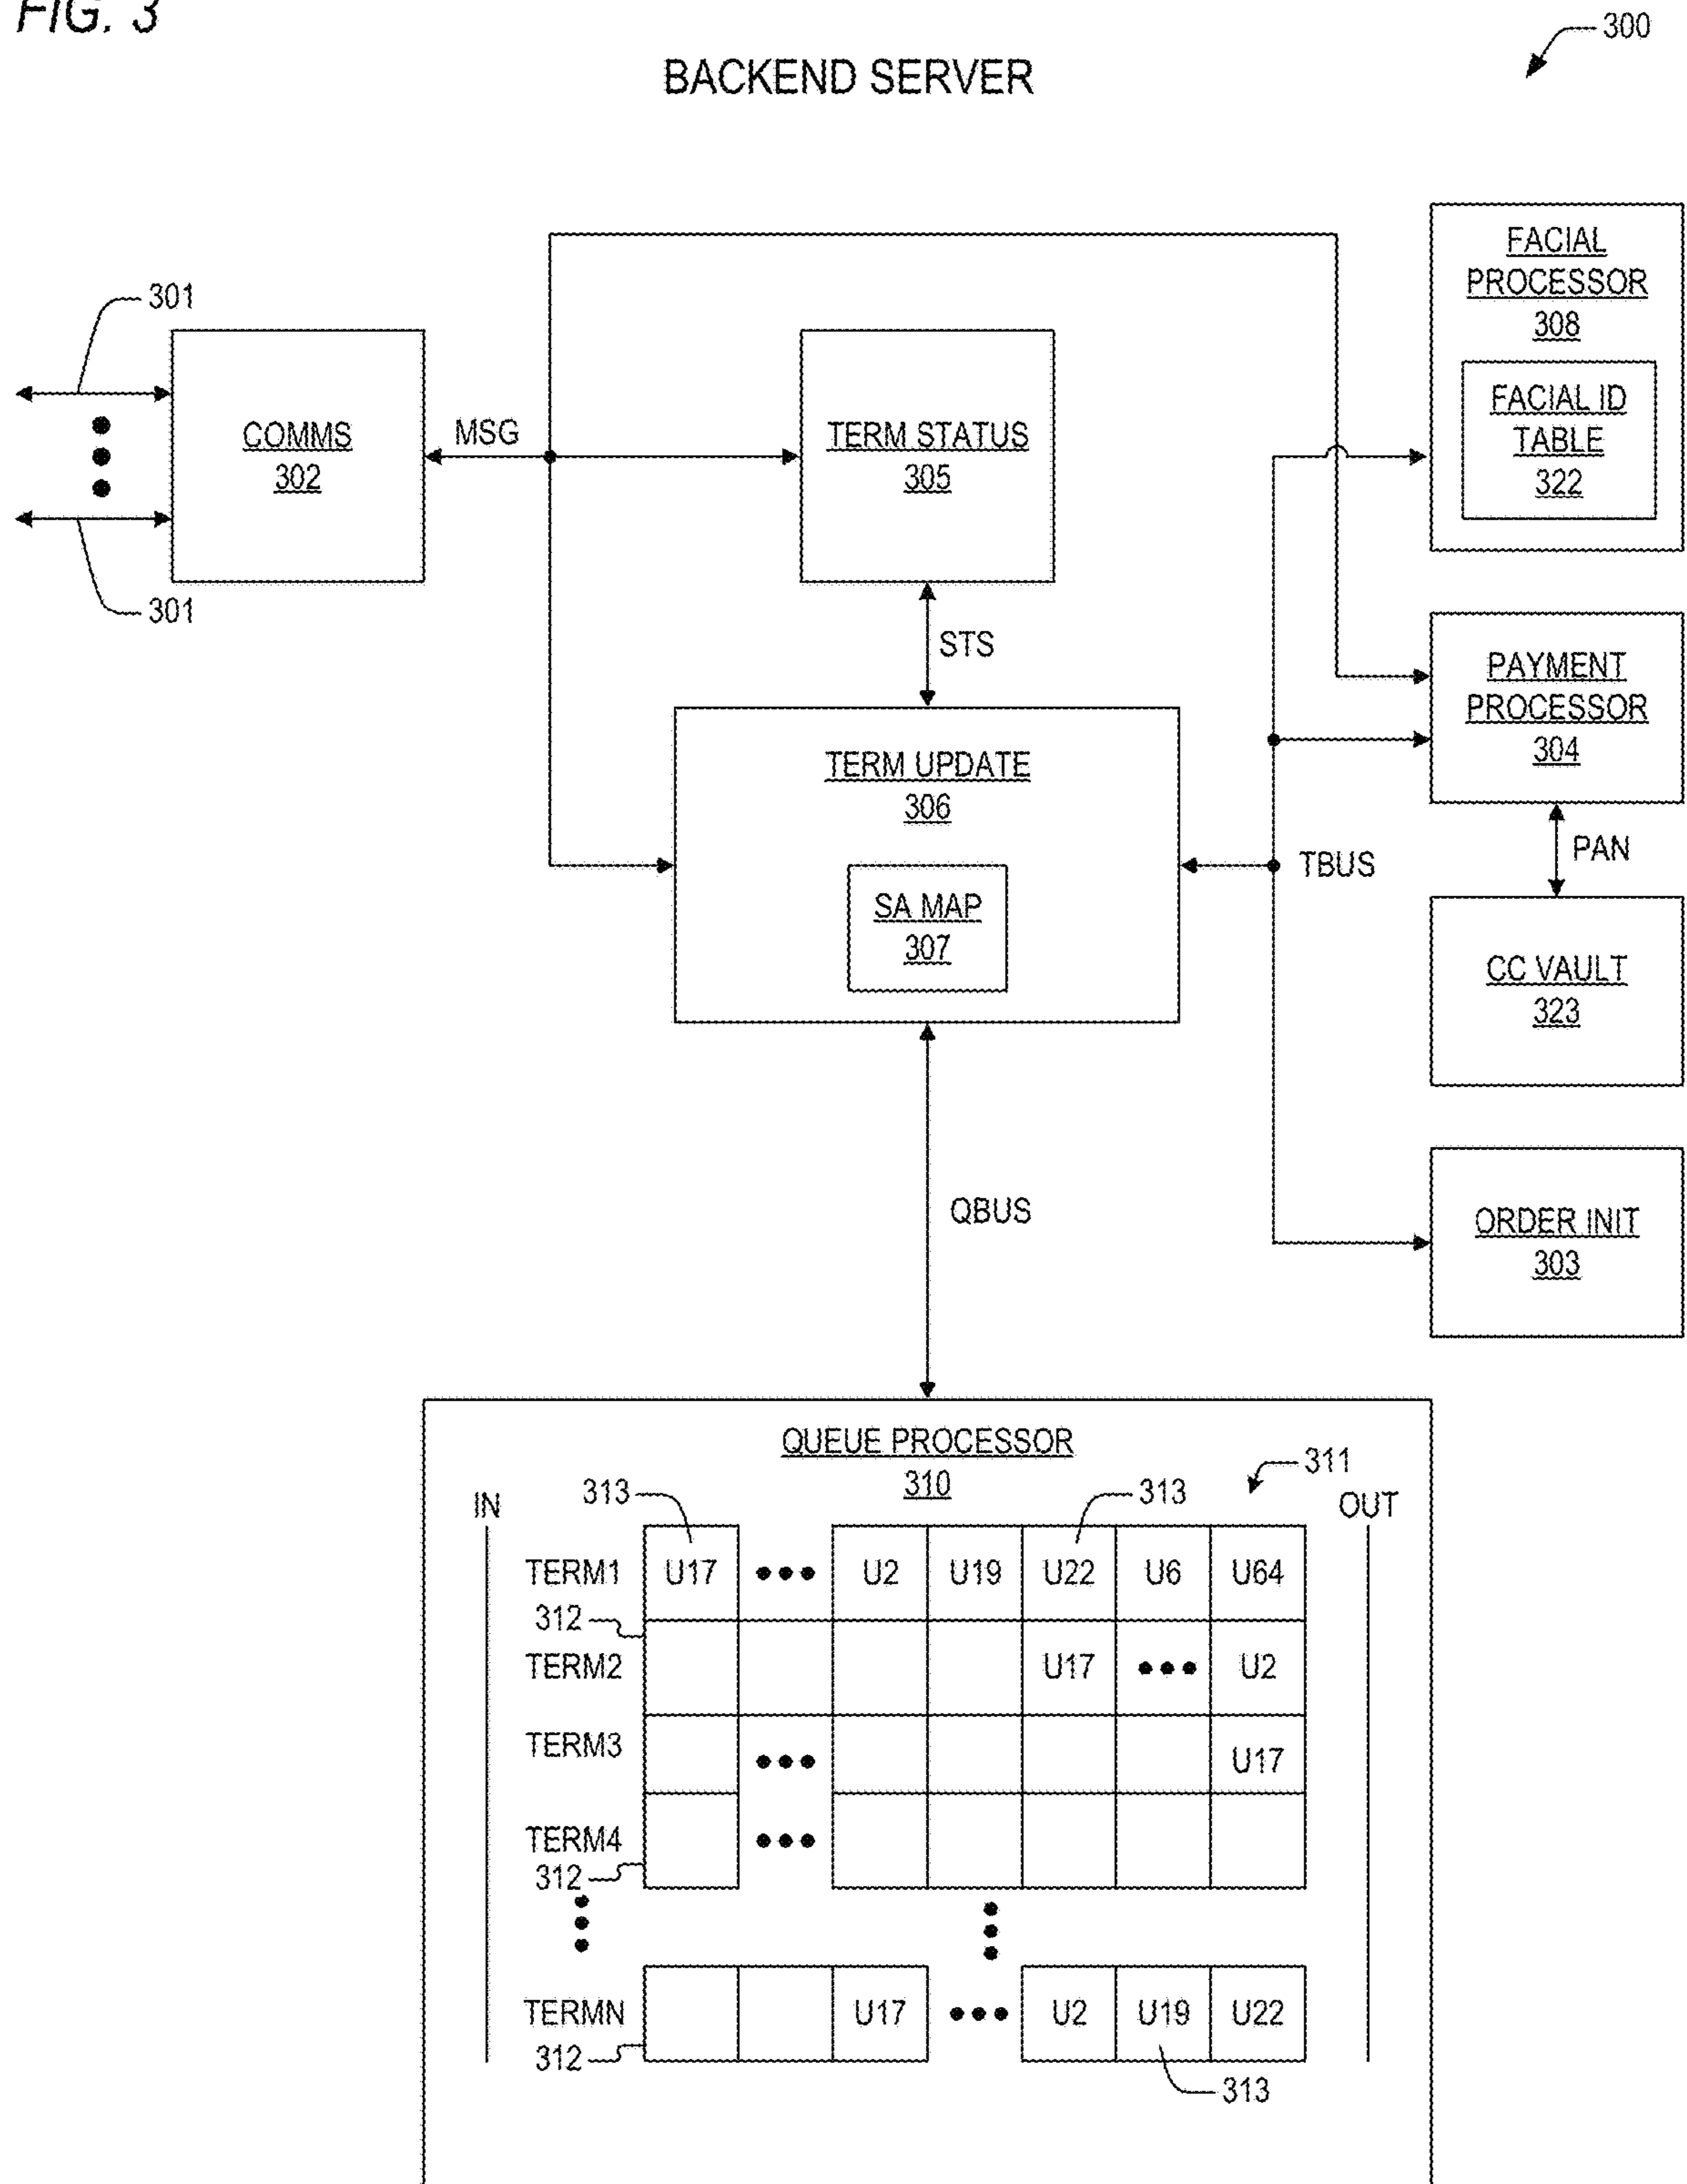 FIG. 3
300
BACKEND SERVER
301
301
COMMS
302
MSG
TERM STATUS
305
STS
FACIAL
PROCESSOR
308
FACIAL ID
TABLE
322
PAYMENT
PROCESSOR
304
PAN
CC VAULT
323
TERM UPDATE
306
SA MAP
307
TBUS
ORDER INIT
303
QBUS
QUEUE PROCESSOR
310
311
IN
313
313
OUT
TERM1 U17 U2 U19 U22 U6 U64
312
TERM2 U17 U2
TERM3 U17
TERM4
312
TERMN U17 U2 U19 U22
312
313